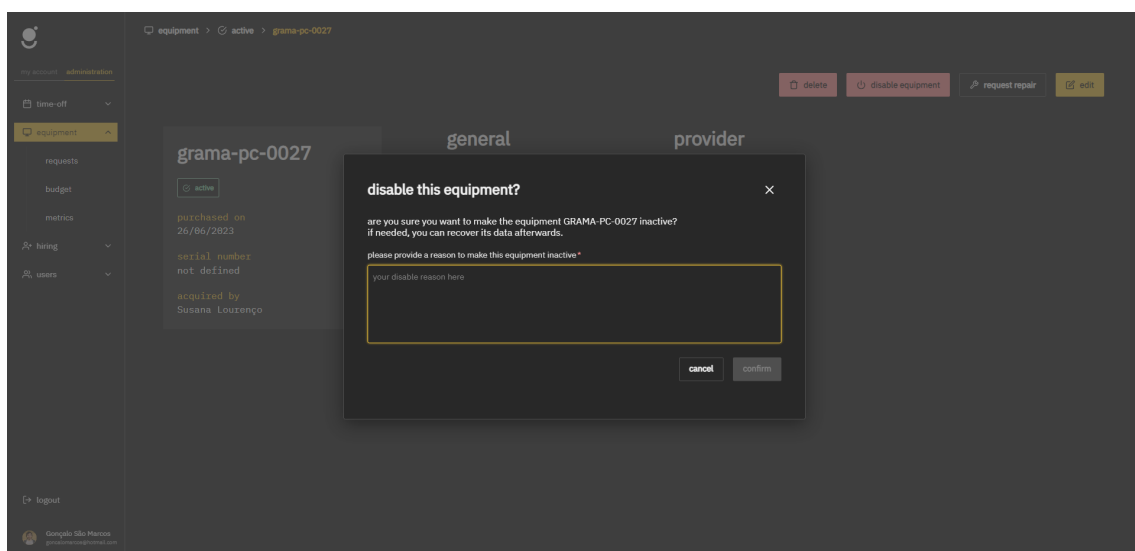 equipment > active > grama-pc-0027
my account administration
delete
disable equipment
request repair
edit
time-off
equipment
requests
budget
metrics
hiring
users
grama-pc-0027
active
purchased on
26/06/2023
serial number
not defined
acquired by
Susana Lourenço
general
provider
disable this equipment?
are you sure you want to make the equipment GRAMA-PC-0027 inactive?
if needed, you can recover its data afterwards.
please provide a reason to make this equipment inactive*
your disable reason here
cancel
confirm
logout
Gonçalo São Marcos